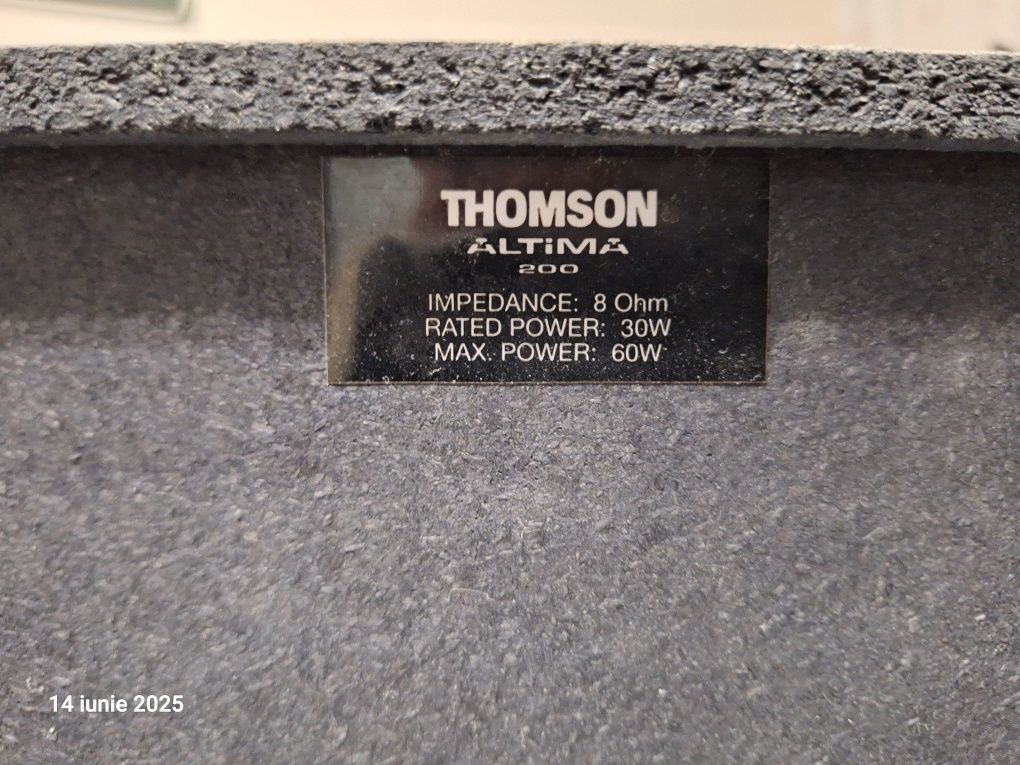 THOMSON
ALTiMA
200
IMPEDANCE: 8 Ohm
RATED POWER: 30W
MAX. POWER: 60W
14 iunie 2025